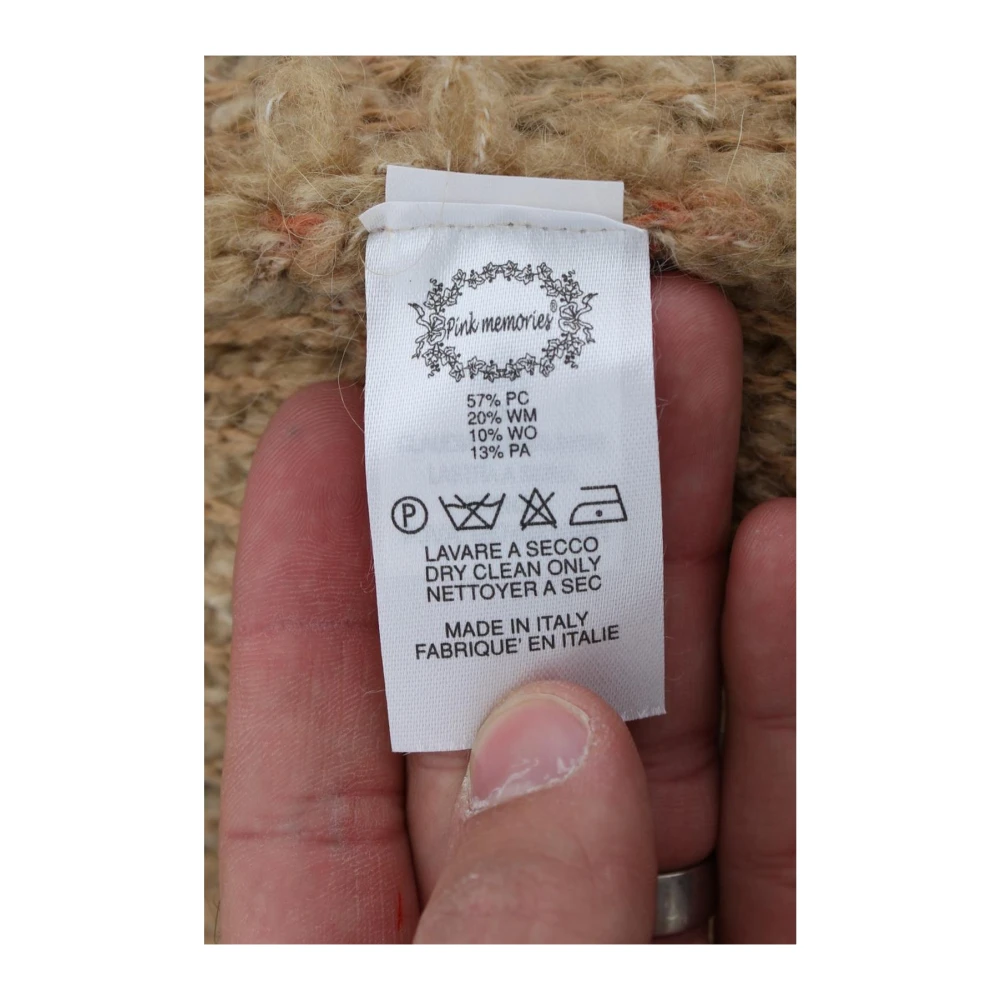 Pink memories®
57% PC
20% WM
10% WO
13% PA
P
LAVARE A SECCO
DRY CLEAN ONLY
NETTOYER A SEC
MADE IN ITALY
FABRIQUE' EN ITALIE